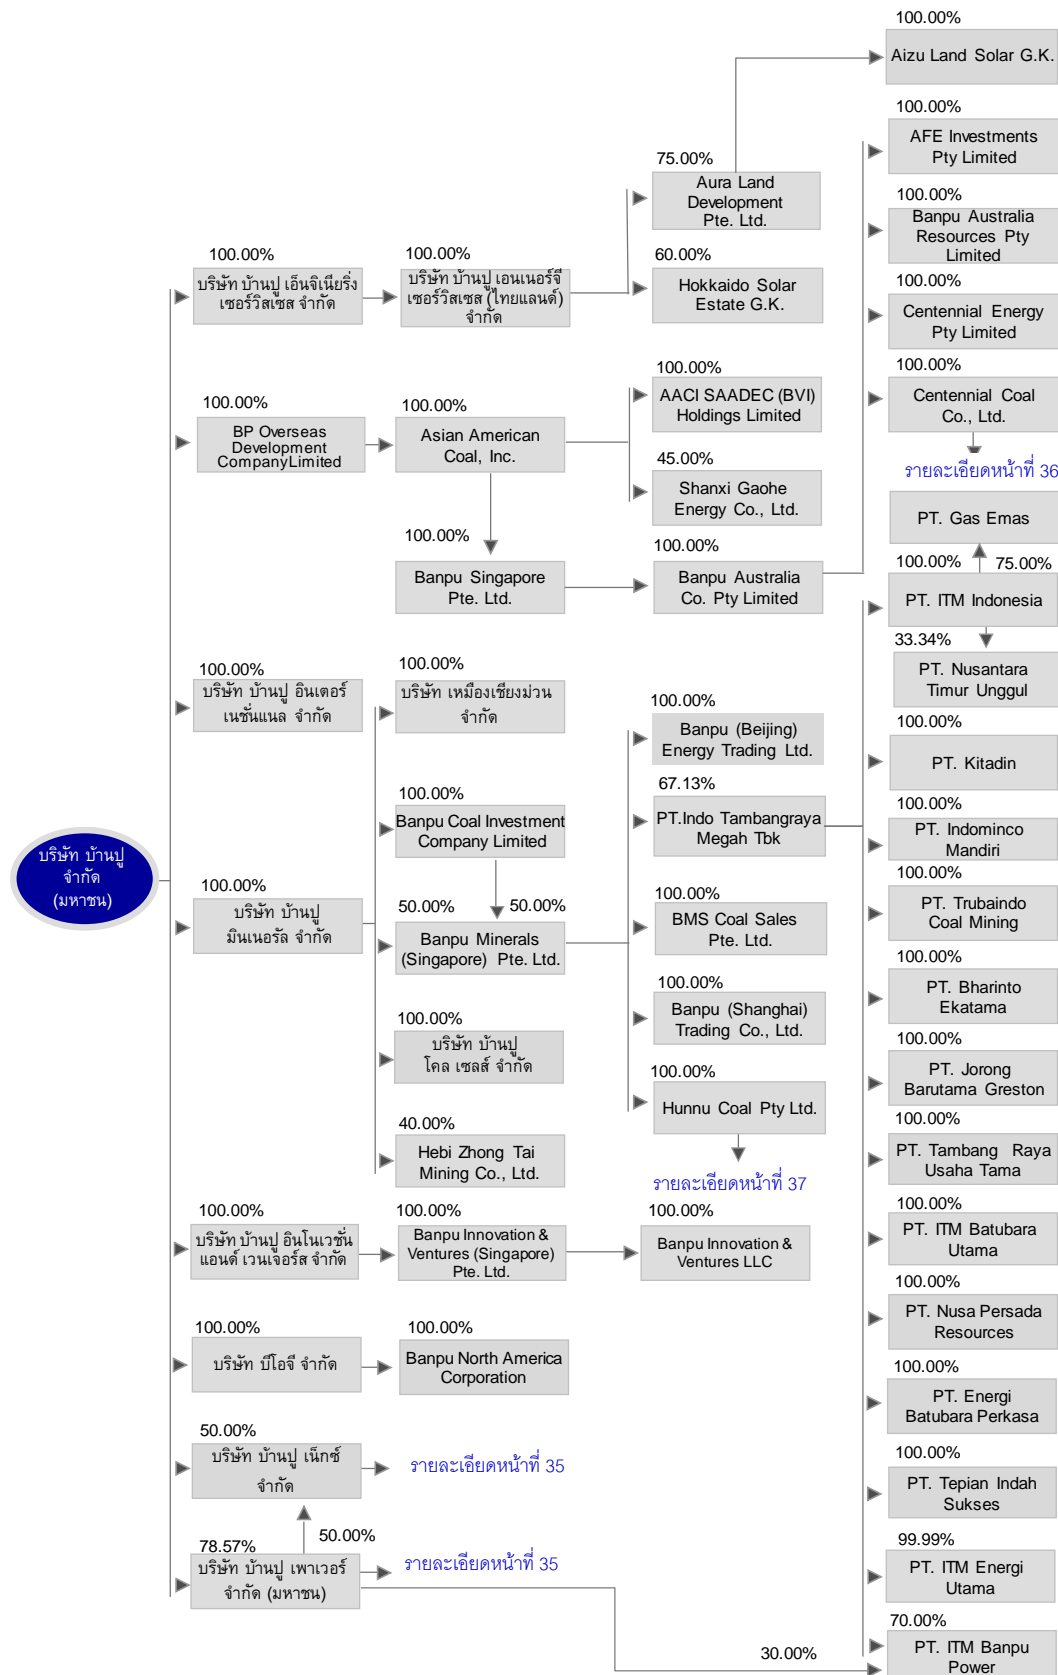 100.00%
Aizu Land Solar G.K.
100.00%
AFE Investments
Pty Limited
75.00%
Aura Land
Development
Pte. Ltd.
100.00%
Banpu Australia
Resources Pty
Limited
100.00%
บริษัท บ้านปู เอ็นจิเนียริ่ง
เซอร์วิสเซส จำกัด
100.00%
บริษัท บ้านปู เอนเนอร์จี
เซอร์วิสเซส (ไทยแลนด์)
จำกัด
60.00%
Hokkaido Solar
Estate G.K.
100.00%
Centennial Energy
Pty Limited
100.00%
BP Overseas
Development
CompanyLimited
100.00%
Asian American
Coal, Inc.
100.00%
AACI SAADEC (BVI)
Holdings Limited
100.00%
Centennial Coal
Co., Ltd.
รายละเอียดหน้าที่ 36
45.00%
Shanxi Gaohe
Energy Co., Ltd.
PT. Gas Emas
100.00%
Banpu Singapore
Pte. Ltd.
100.00%
Banpu Australia
Co. Pty Limited
100.00%
75.00%
PT. ITM Indonesia
33.34%
PT. Nusantara
Timur Unggul
100.00%
บริษัท บ้านปู อินเตอร์
เนชั่นแนล จำกัด
100.00%
บริษัท เหมืองเชียงม่วน
จำกัด
100.00%
Banpu (Beijing)
Energy Trading Ltd.
100.00%
PT. Kitadin
100.00%
Banpu Coal Investment
Company Limited
67.13%
PT.Indo Tambangraya
Megah Tbk
100.00%
PT. Indominco
Mandiri
บริษัท บ้านปู
จำกัด
(มหาชน)
100.00%
บริษัท บ้านปู
มินเนอรัล จำกัด
50.00%
50.00%
Banpu Minerals
(Singapore) Pte. Ltd.
100.00%
BMS Coal Sales
Pte. Ltd.
100.00%
PT. Trubaindo
Coal Mining
100.00%
PT. Bharinto
Ekatama
100.00%
บริษัท บ้านปู
โคล เซลส์ จำกัด
100.00%
Banpu (Shanghai)
Trading Co., Ltd.
100.00%
PT. Jorong
Barutama Greston
40.00%
Hebi Zhong Tai
Mining Co., Ltd.
100.00%
Hunnu Coal Pty Ltd.
รายละเอียดหน้าที่ 37
100.00%
PT. Tambang Raya
Usaha Tama
100.00%
บริษัท บ้านปู อินโนเวชั่น
แอนด์ เวนเจอร์ส จำกัด
100.00%
Banpu Innovation &
Ventures (Singapore)
Pte. Ltd.
100.00%
Banpu Innovation &
Ventures LLC
100.00%
PT. ITM Batubara
Utama
100.00%
PT. Nusa Persada
Resources
100.00%
บริษัท บีโอจี จำกัด
100.00%
Banpu North America
Corporation
100.00%
PT. Energi
Batubara Perkasa
50.00%
บริษัท บ้านปู เน็กซ์
จำกัด
รายละเอียดหน้าที่ 35
100.00%
PT. Tepian Indah
Sukses
50.00%
78.57%
บริษัท บ้านปู เพาเวอร์
จำกัด (มหาชน)
รายละเอียดหน้าที่ 35
99.99%
PT. ITM Energi
Utama
30.00%
70.00%
PT. ITM Banpu
Power